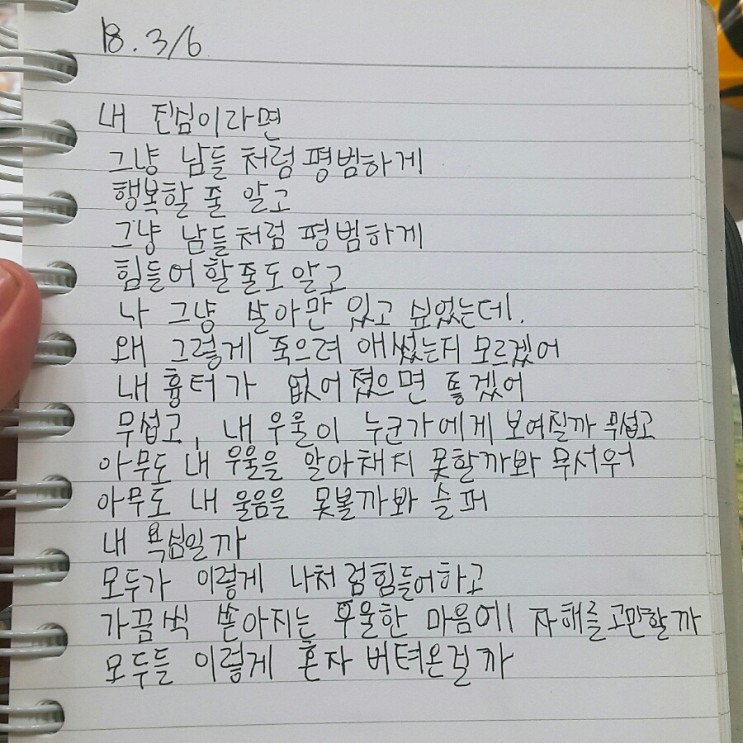 18. 3/6.
내 진심이라면
그냥 남들 처럼 평범하게
행복할 줄 알고
그냥 남들처럼 평범하게
힘들어 할줄도 알고
나 그냥 살아만 있고 싶었는데.
왜 그렇게 죽으려 애썼는지 모르겠어
내 흉터가 없어졌으면 좋겠어
무섭고, 내 우울이 누군가에게 보여질까 무섭고
아무도 내 우울을 알아채지 못할까봐 무서워
아무도 내 울음을 못볼까봐 슬퍼
내 욕심일까
모두가 이렇게 나처럼힘들어하고
가끔씩 쏟아지는 우울한 마음에 자해를 고민할까
모두들 이렇게 혼자 버텨온걸까